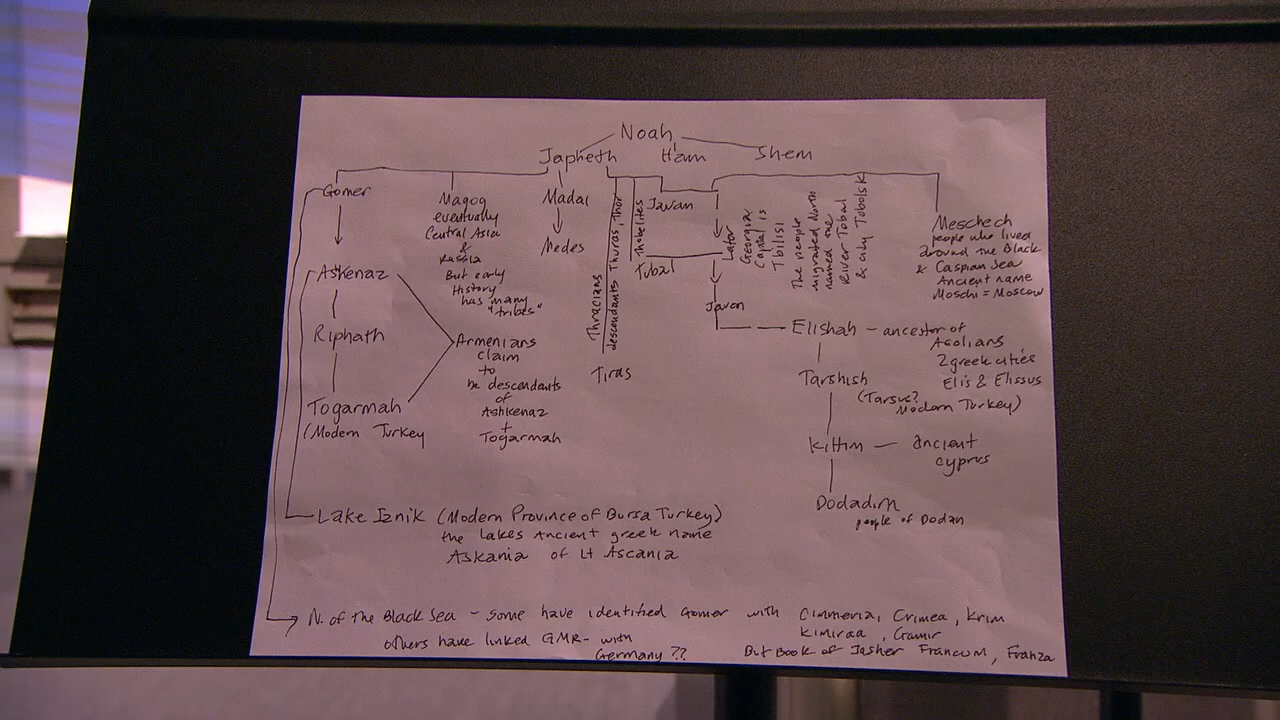 Noah
Japheth Ham Shem
Gomer
Magog
eventually
Central Asia
&
Russia
But early
History
has many
"tribes"
Madai
Medes
Thracians
descendants Thuras, Thor
Tiras
Thobelites
Tubal
Javan
Later
Georgia
Capital is
Tbilisi
The people
migrated North
named the
River Tobal
& city Tobolsk
Meschech
people who lived
around the Black
& Caspian Sea
Ancient name
Moschi = Moscow
Askenaz
Riphath
Togarmah
(Modern Turkey
Armenians
claim
to
be descendants
of
Ashkenaz
+
Togarmah
Javan
Elishah - ancestor of
Aeolians
2 greek cities
Elis & Elissus
Tarshish
(Tarsus?
Modern Turkey)
Kittim - Ancient
cyprus
Dodadim
people of Dodan
Lake Iznik (Modern Province of Bursa Turkey)
the lakes Ancient greek name
Askania of Lt Ascania
N. of the Black Sea - some have identified Gomer with Cimmeria, Crimea, Krim
Kimiraa, Gamir
others have linked GMR- with
Germany ??
But Book of Jasher Francum, Franza